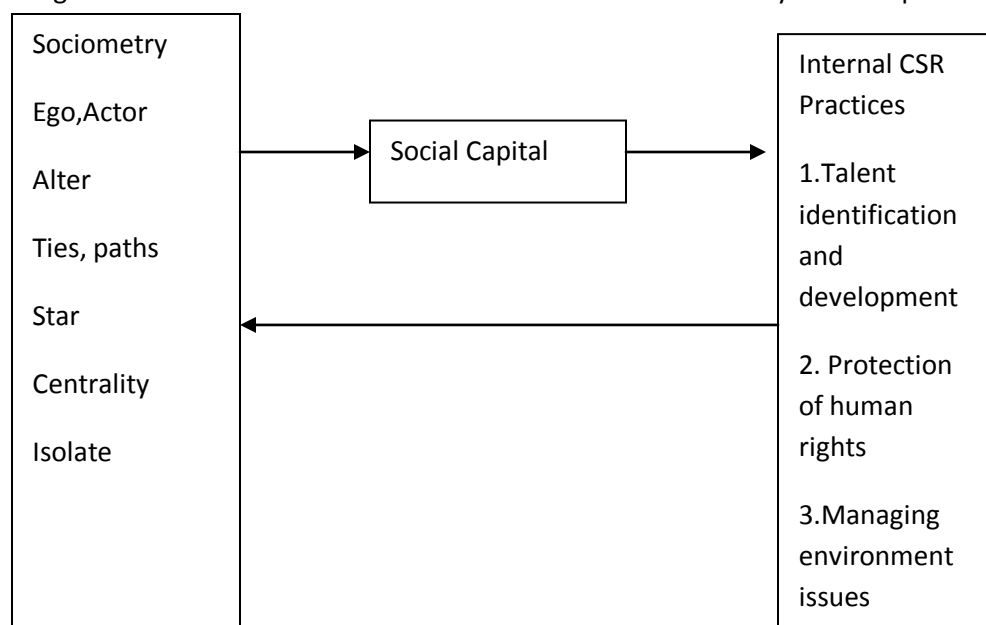 Sociometry
Ego,Actor
Alter
Ties, paths
Star
Centrality
Isolate
Social Capital
Internal CSR
Practices
1.Talent
identification
and
development
2. Protection
of human
rights
3.Managing
environment
issues